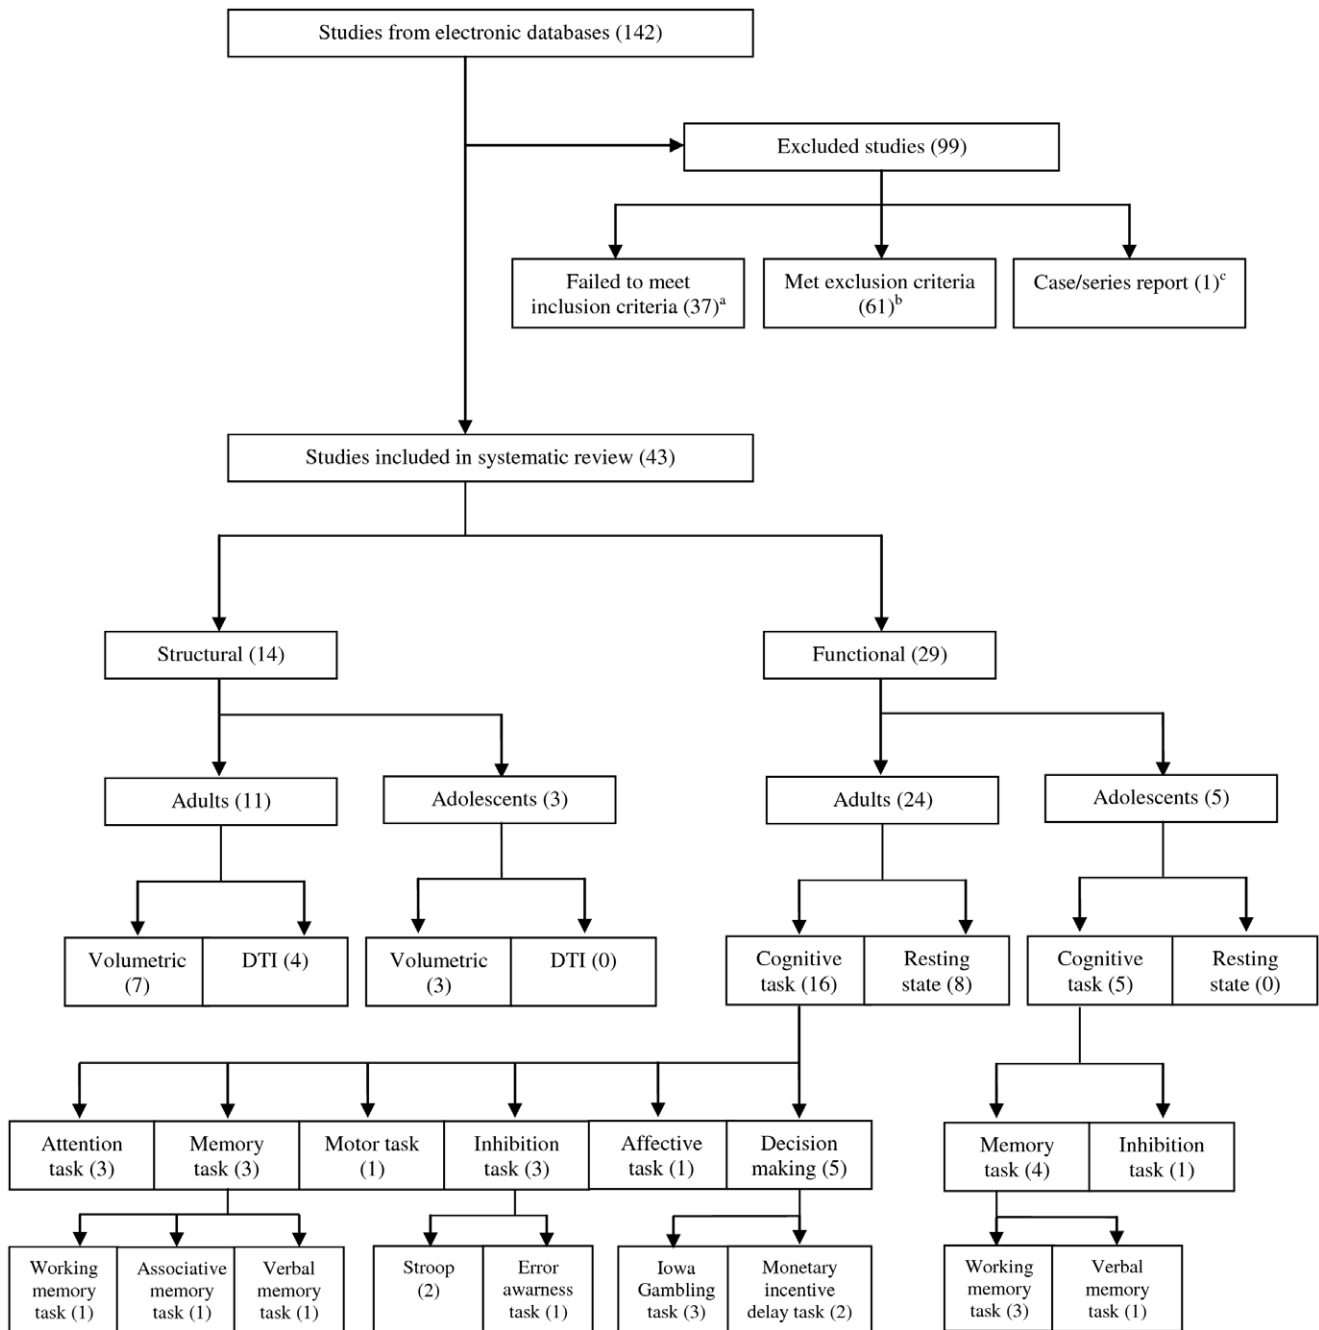 Studies from electronic databases (142)
Excluded studies (99)
Failed to meet
inclusion criteria (37)a
Met exclusion criteria
(61)b
Case/series report (1)c
Studies included in systematic review (43)
Structural (14)
Functional (29)
Adults (11)
Adolescents (3)
Adults (24)
Adolescents (5)
Volumetric
(7)
DTI (4)
Volumetric
(3)
DTI (0)
Cognitive
task (16)
Resting
state (8)
Cognitive
task (5)
Resting
state (0)
Attention
task (3)
Memory
task (3)
Motor task
(1)
Inhibition
task (3)
Affective
task (1)
Decision
making (5)
Memory
task (4)
Inhibition
task (1)
Working
memory
task (1)
Associative
memory
task (1)
Verbal
memory
task (1)
Stroop
(2)
Error
awarness
task (1)
Iowa
Gambling
task (3)
Monetary
incentive
delay task (2)
Working
memory
task (3)
Verbal
memory
task (1)